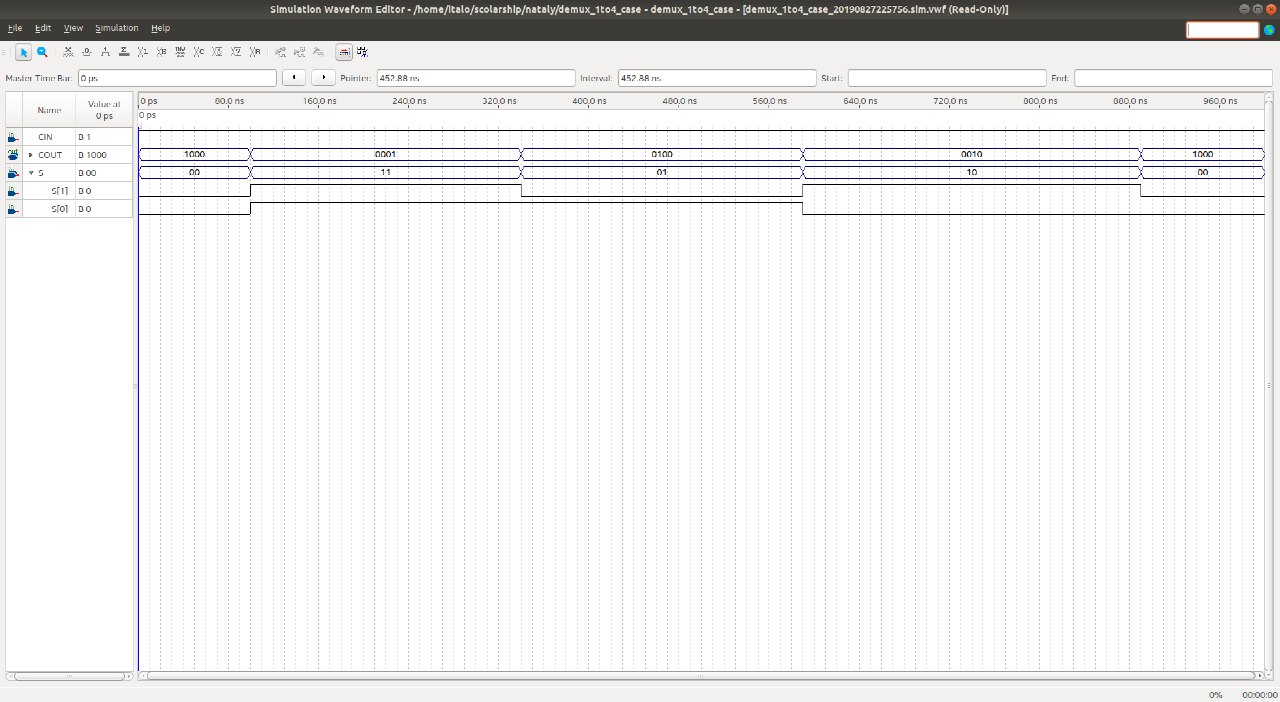 Simulation Waveform Editor - /home/italo/scolarship/nataly/demux_1to4_case - demux_1to4_case - [demux_1to4_case_20190827225756.sim.vwf (Read-Only)]
File Edit View Simulation Help
Master Time Bar: 0 ps Pointer: 452.88 ns Interval: 452.88 ns Start: End:
Name Value at 0 ps
0 ps 80.0 ns 160.0 ns 240.0 ns 320.0 ns 400.0 ns 480.0 ns 560.0 ns 640.0 ns 720.0 ns 800.0 ns 880.0 ns 960.0 ns
0 ps
CIN B 1
COUT B 1000 1000 0001 0100 0010 1000
S B 00 00 11 01 10 00
S[1] B 0
S[0] B 0
0% 00:00:00